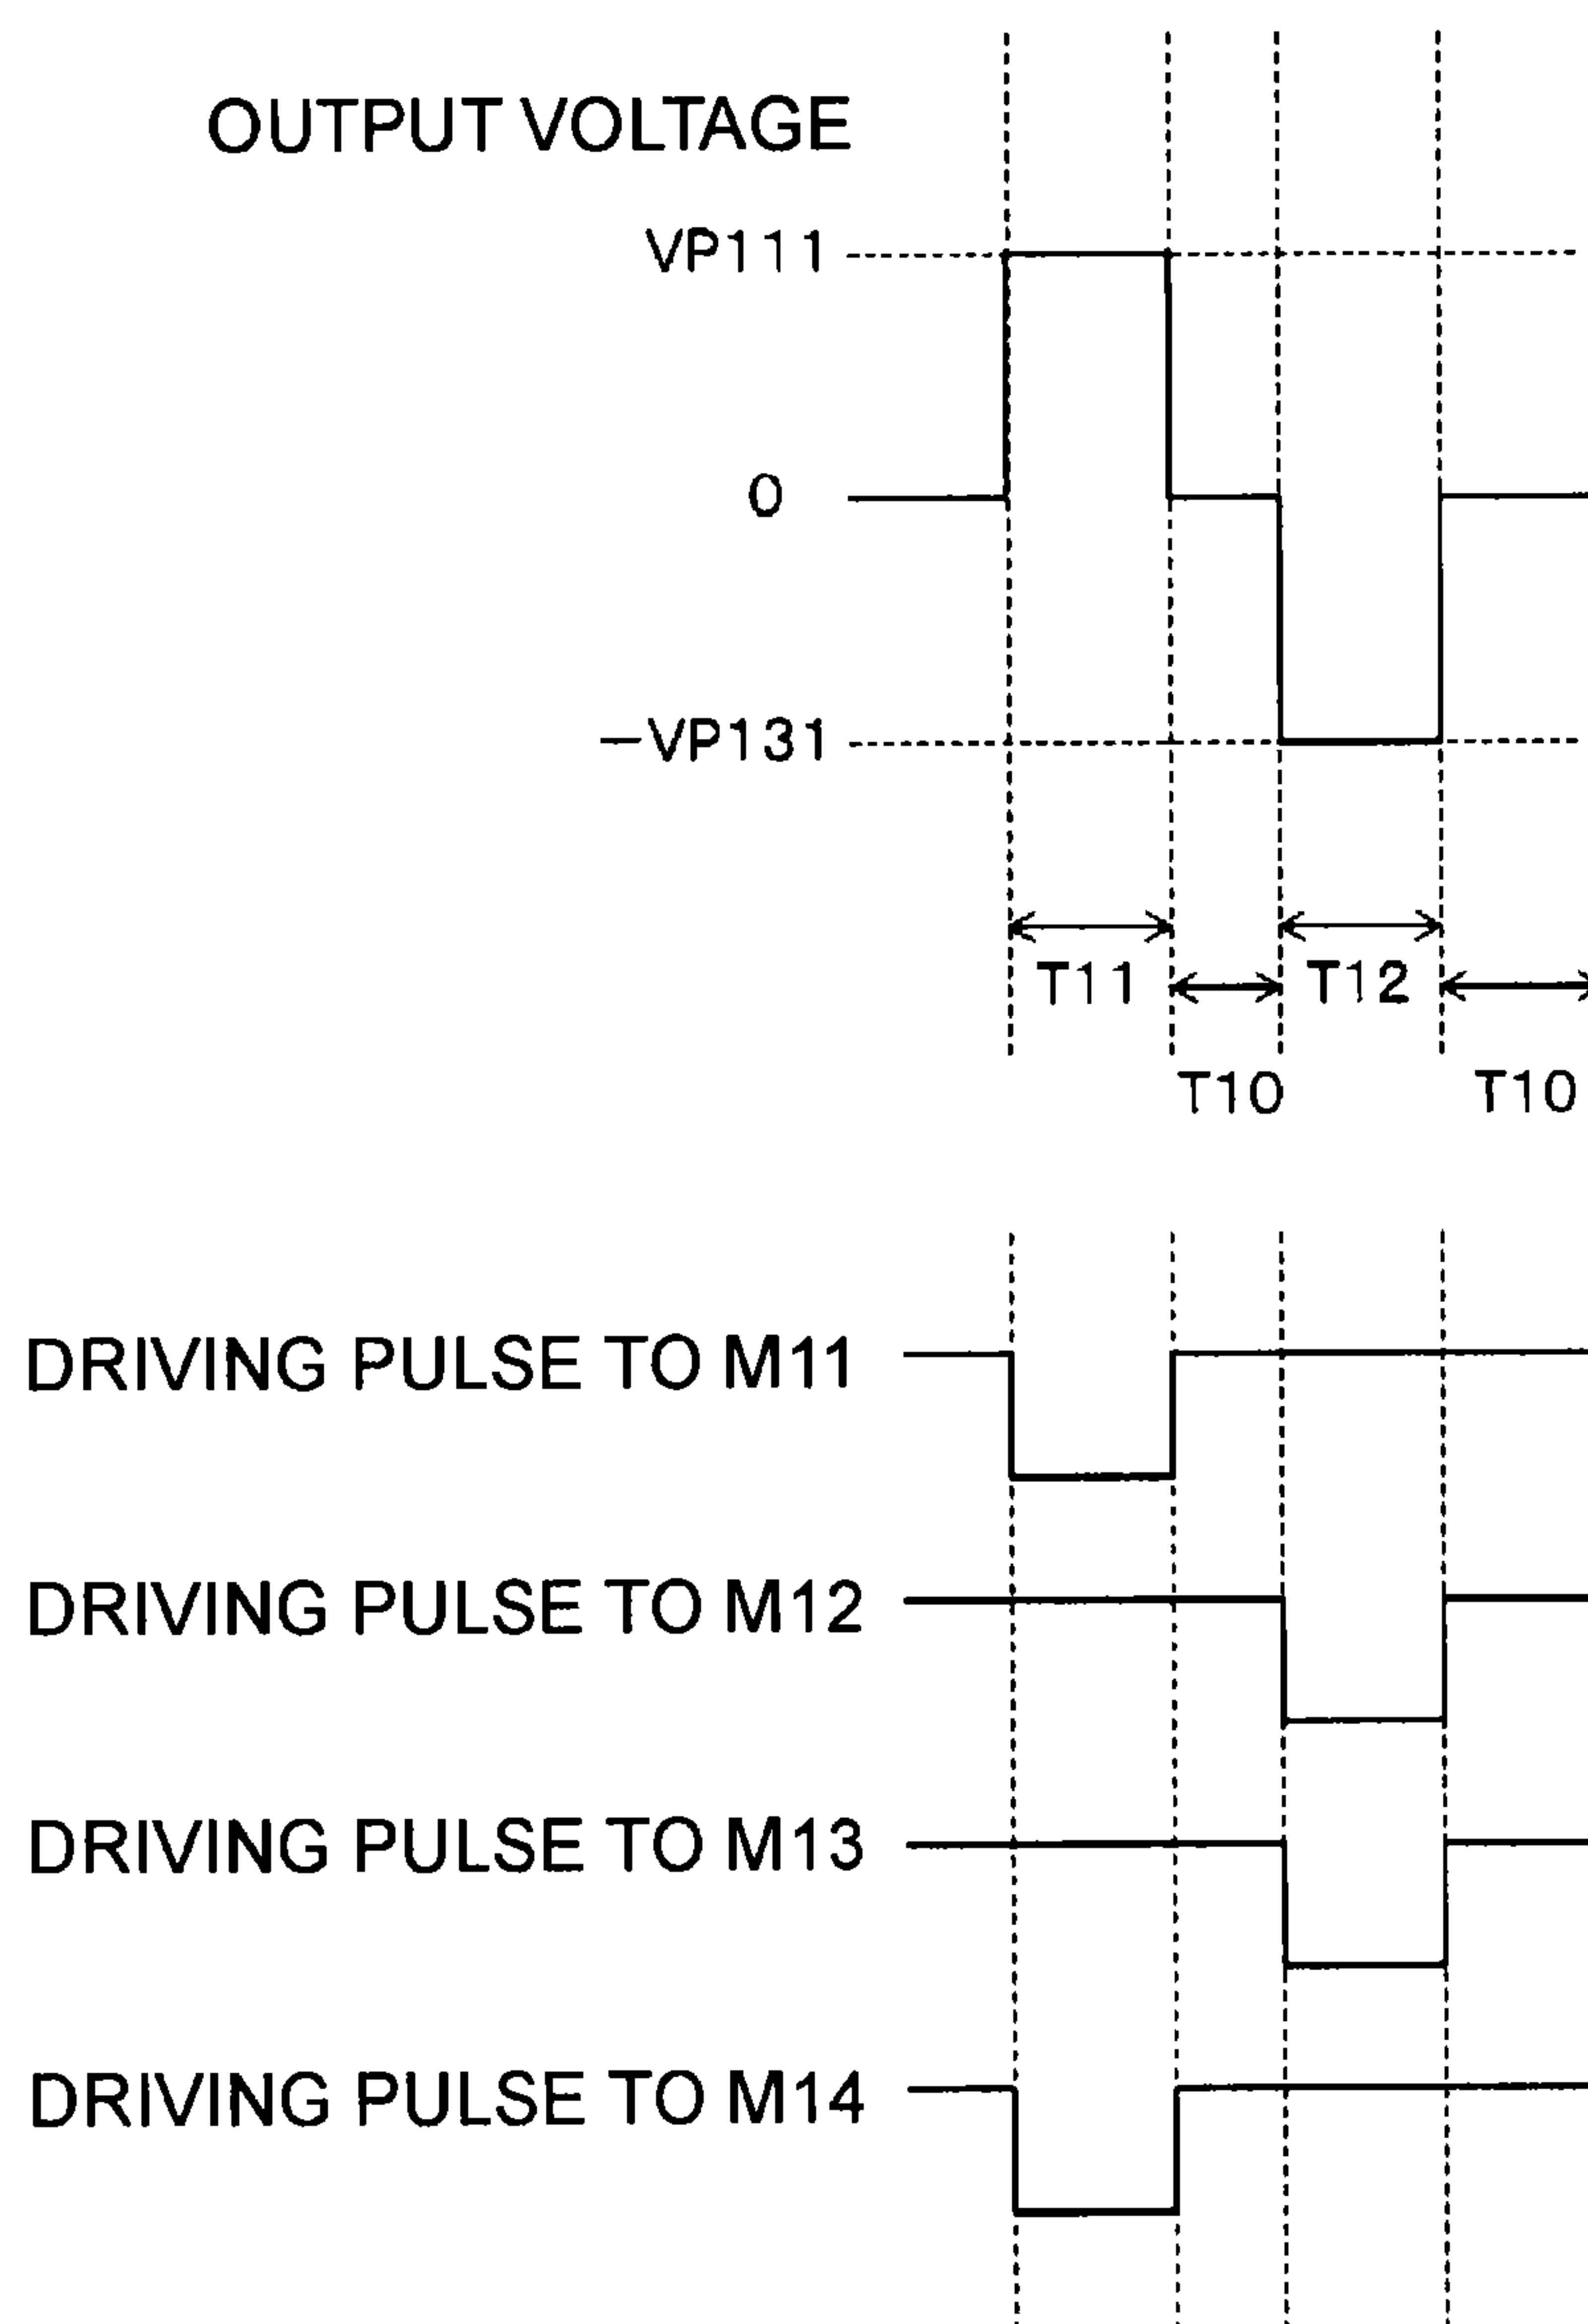 OUTPUT VOLTAGE
VP111
0
—VP131
T11
T12
T10
T10
DRIVING PULSE TO M11
DRIVING PULSE TO M12
DRIVING PULSE TO M13
DRIVING PULSE TO M14